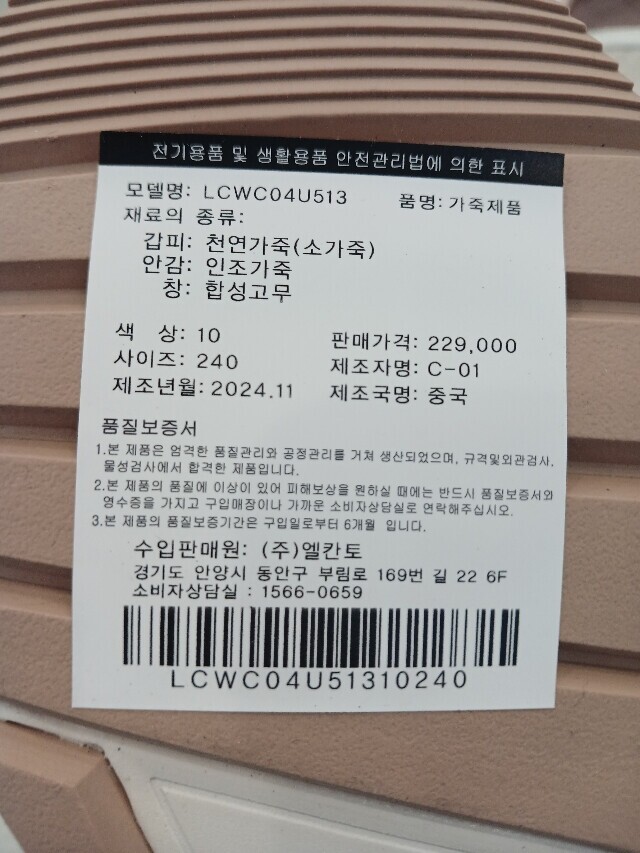 전기용품 및 생활용품 안전관리법에 의한 표시
모델명: LCWC04U513 품명: 가죽제품
재료의 종류:
갑피: 천연가죽(소가죽)
안감: 인조가죽
창: 합성고무
색 상: 10 판매가격: 229,000
사이즈: 240 제조자명: C-01
제조년월: 2024.11 제조국명: 중국
품질보증서
1.본 제품은 엄격한 품질관리와 공정관리를 거쳐 생산되었으며, 규격및외관검사,
물성검사에서 합격한 제품입니다.
2.본 제품의 품질에 이상이 있어 피해보상을 원하실 때에는 반드시 품질보증서와
영수증을 가지고 구입매장이나 가까운 소비자상담실로 연락해주십시오.
3.본 제품의 품질보증기간은 구입일로부터 6개월 입니다.
수입판매원: (주)엘칸토
경기도 안양시 동안구 부림로 169번 길 22 6F
소비자상담실 : 1566-0659
LCWC04U51310240